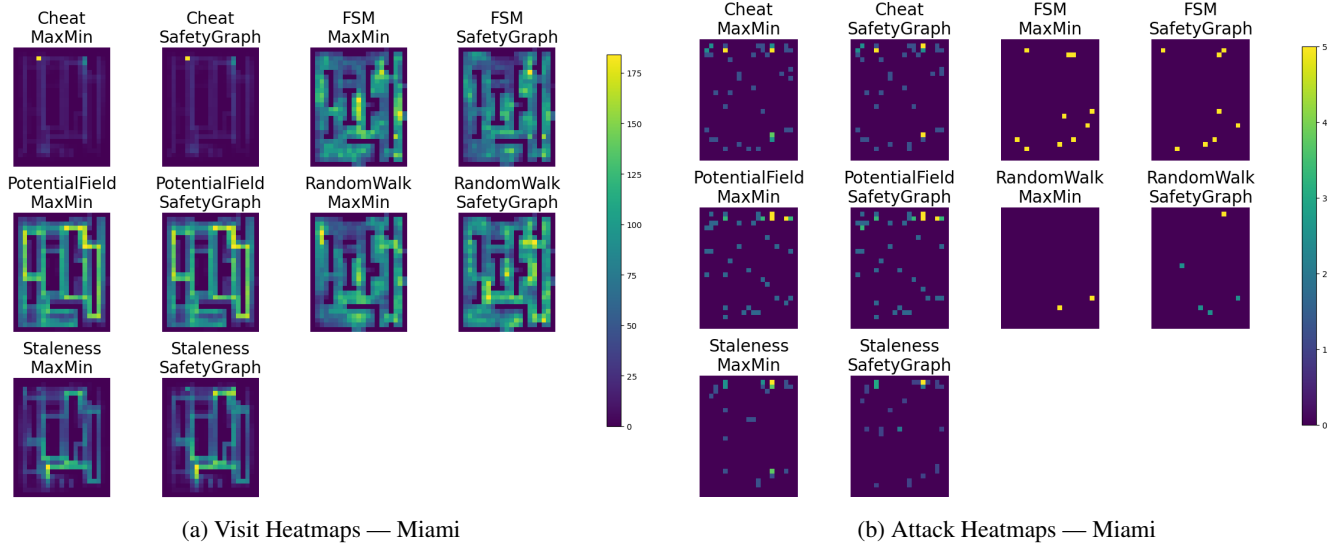 Cheat
MaxMin
Cheat
SafetyGraph
FSM
MaxMin
FSM
SafetyGraph
PotentialField
MaxMin
PotentialField
SafetyGraph
RandomWalk
MaxMin
RandomWalk
SafetyGraph
Staleness
MaxMin
Staleness
SafetyGraph
175
150
125
100
75
50
25
0
(a) Visit Heatmaps — Miami
Cheat
MaxMin
Cheat
SafetyGraph
FSM
MaxMin
FSM
SafetyGraph
PotentialField
MaxMin
PotentialField
SafetyGraph
RandomWalk
MaxMin
RandomWalk
SafetyGraph
Staleness
MaxMin
Staleness
SafetyGraph
5
4
3
2
1
0
(b) Attack Heatmaps — Miami